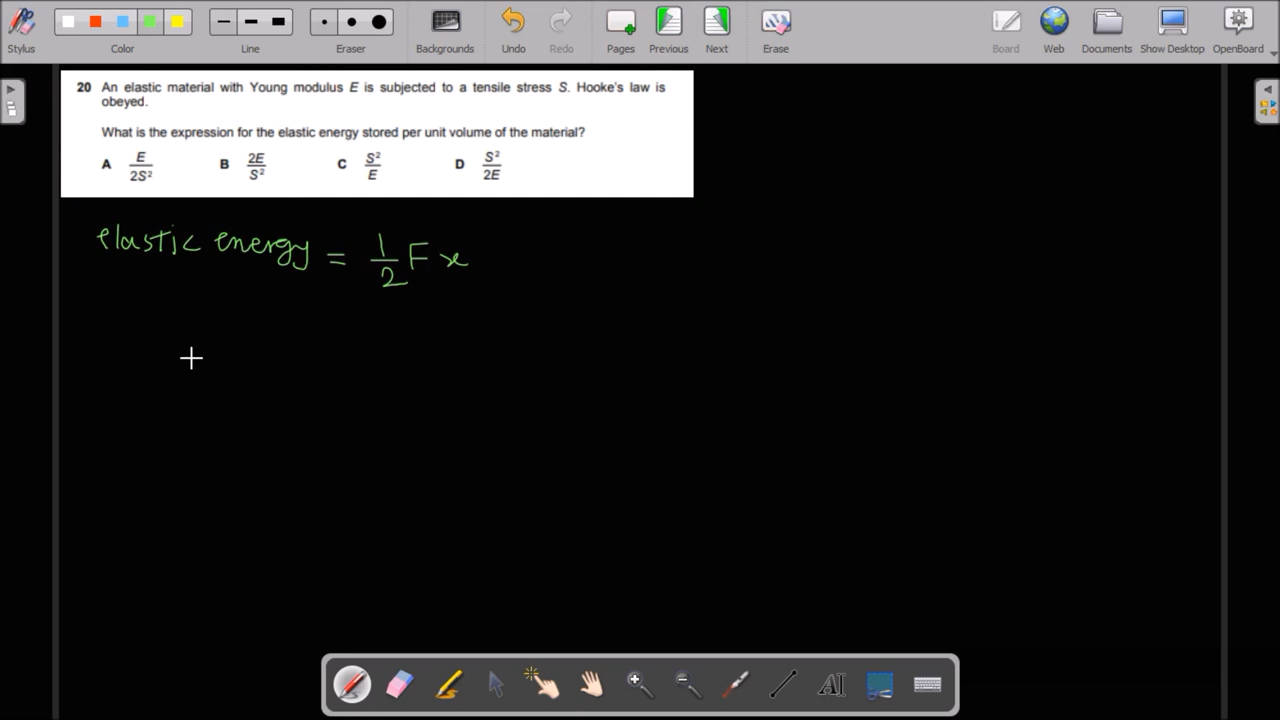 Stylus Color Line Eraser Backgrounds Undo Redo Pages Previous Next Erase Board Web Documents Show Desktop OpenBoard
20 An elastic material with Young modulus E is subjected to a tensile stress S. Hooke's law is
obeyed.
What is the expression for the elastic energy stored per unit volume of the material?
A E/2S² B 2E/S² C S²/E D S²/2E
elastic energy = 1/2 F x
AI